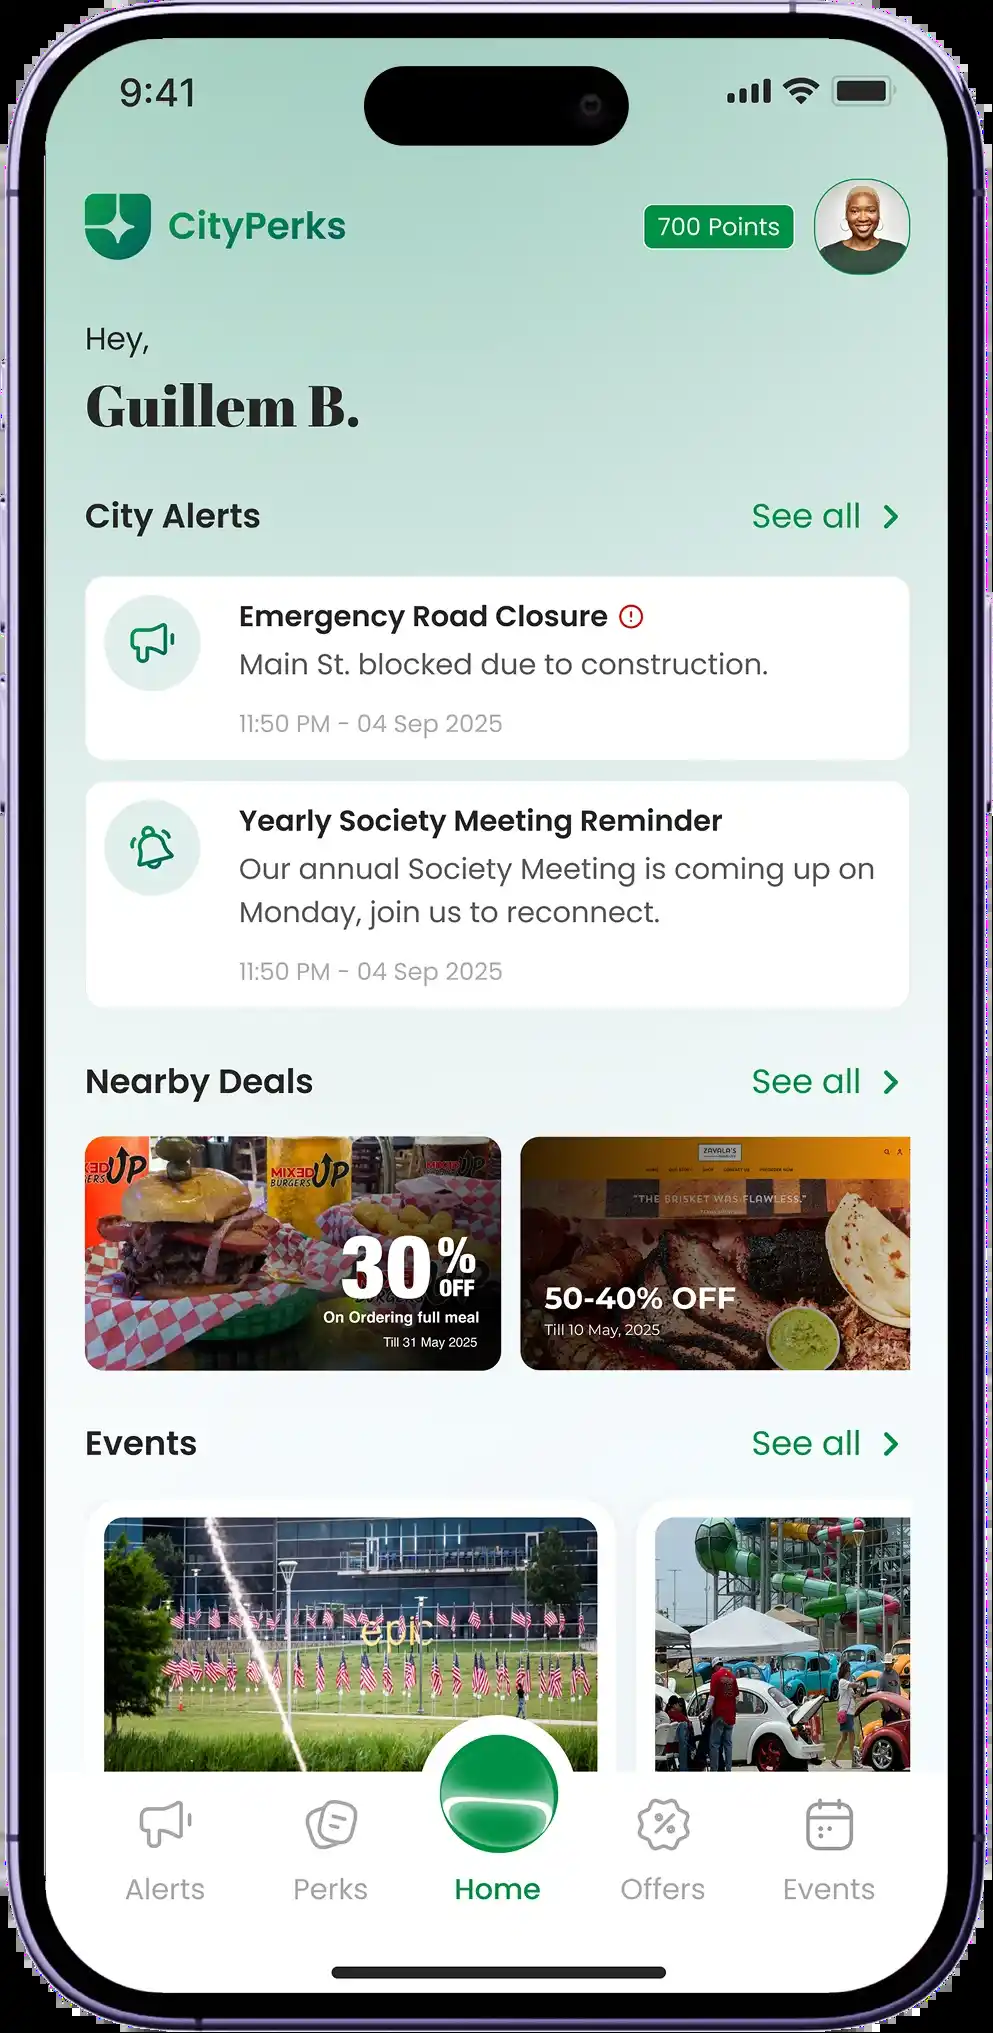 9:41
CityPerks
700 Points
Hey,
Guillem B.
City Alerts
See all
Emergency Road Closure
Main St. blocked due to construction.
11:50 PM - 04 Sep 2025
Yearly Society Meeting Reminder
Our annual Society Meeting is coming up on
Monday, join us to reconnect.
11:50 PM - 04 Sep 2025
Nearby Deals
See all
MIXED UP
BURGERS
30% OFF
On Ordering full meal
Till 31 May 2025
ZAVALA'S
"THE BRISKET WAS FLAWLESS."
50-40% OFF
Till 10 May, 2025
Events
See all
epic
Alerts
Perks
Home
Offers
Events